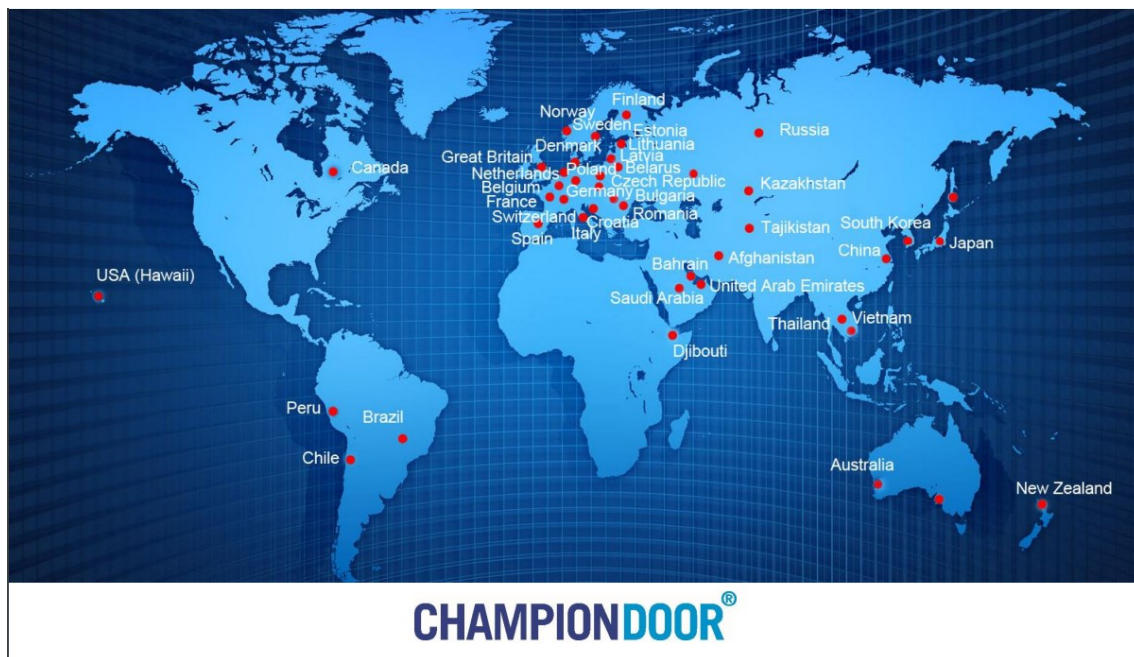 Finland
Norway
Sweden
Estonia
Russia
Denmark
Lithuania
Great Britain
Latvia
Canada
Netherlands
Poland
Belarus
Czech Republic
Belgium
Germany
Kazakhstan
France
Bulgaria
Switzerland
Croatia
Romania
South Korea
Tajikistan
Italy
Spain
China
Japan
Afghanistan
Bahrain
USA (Hawaii)
United Arab Emirates
Saudi Arabia
Thailand
Vietnam
Djibouti
Peru
Brazil
Chile
Australia
New Zealand
CHAMPIONDOOR®